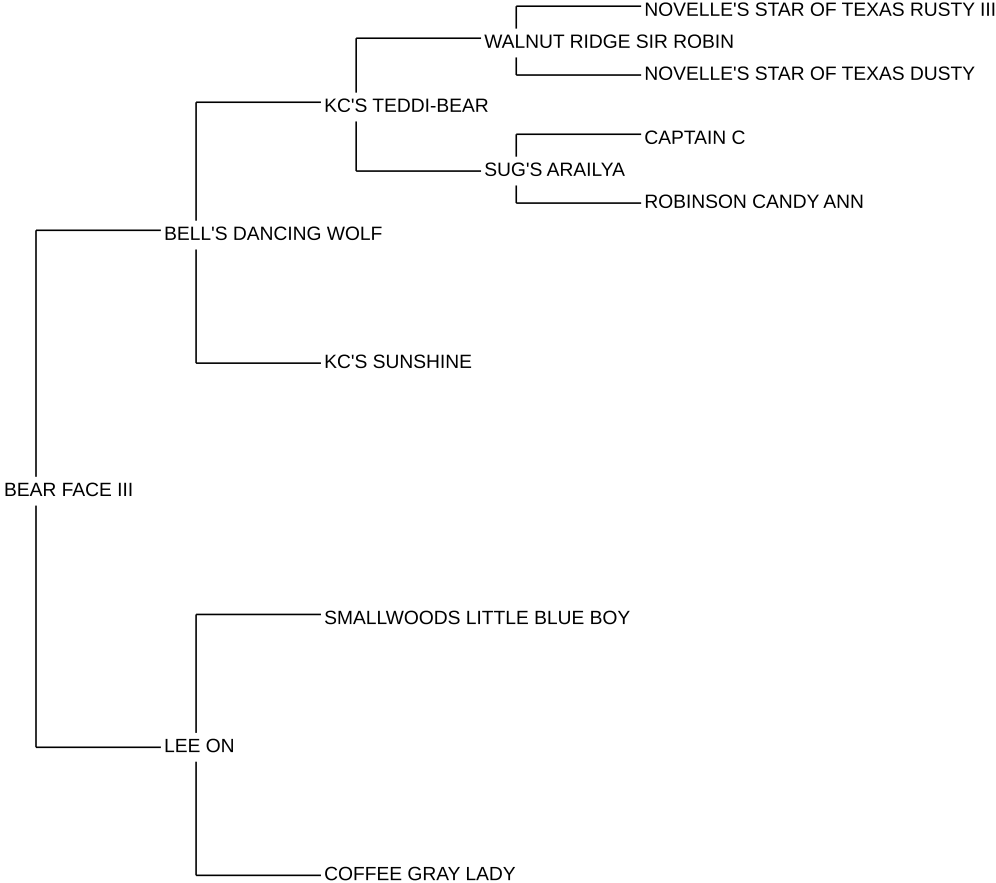 NOVELLE'S STAR OF TEXAS RUSTY III
WALNUT RIDGE SIR ROBIN
NOVELLE'S STAR OF TEXAS DUSTY
KC'S TEDDI-BEAR
CAPTAIN C
SUG'S ARAILYA
ROBINSON CANDY ANN
BELL'S DANCING WOLF
KC'S SUNSHINE
BEAR FACE III
SMALLWOODS LITTLE BLUE BOY
LEE ON
COFFEE GRAY LADY